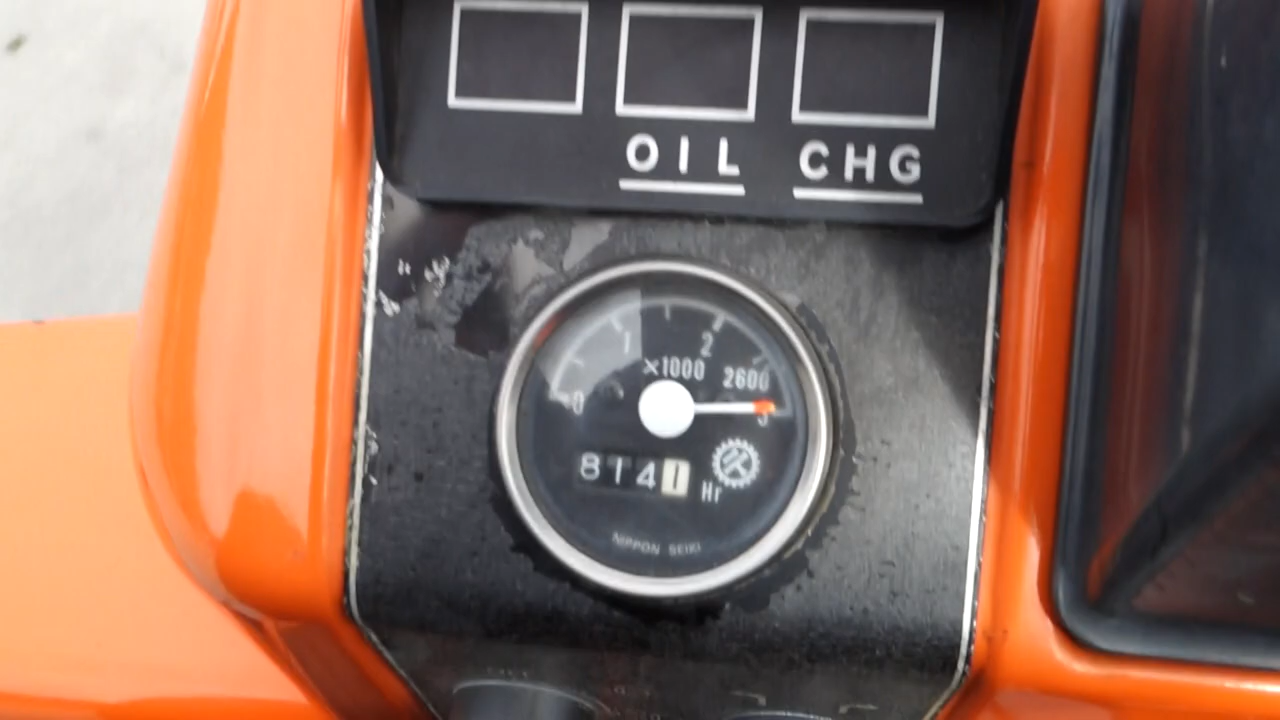 OIL CHG
1 2
×1000
2600
0
3
8141
Hr
NIPPON SEIKI